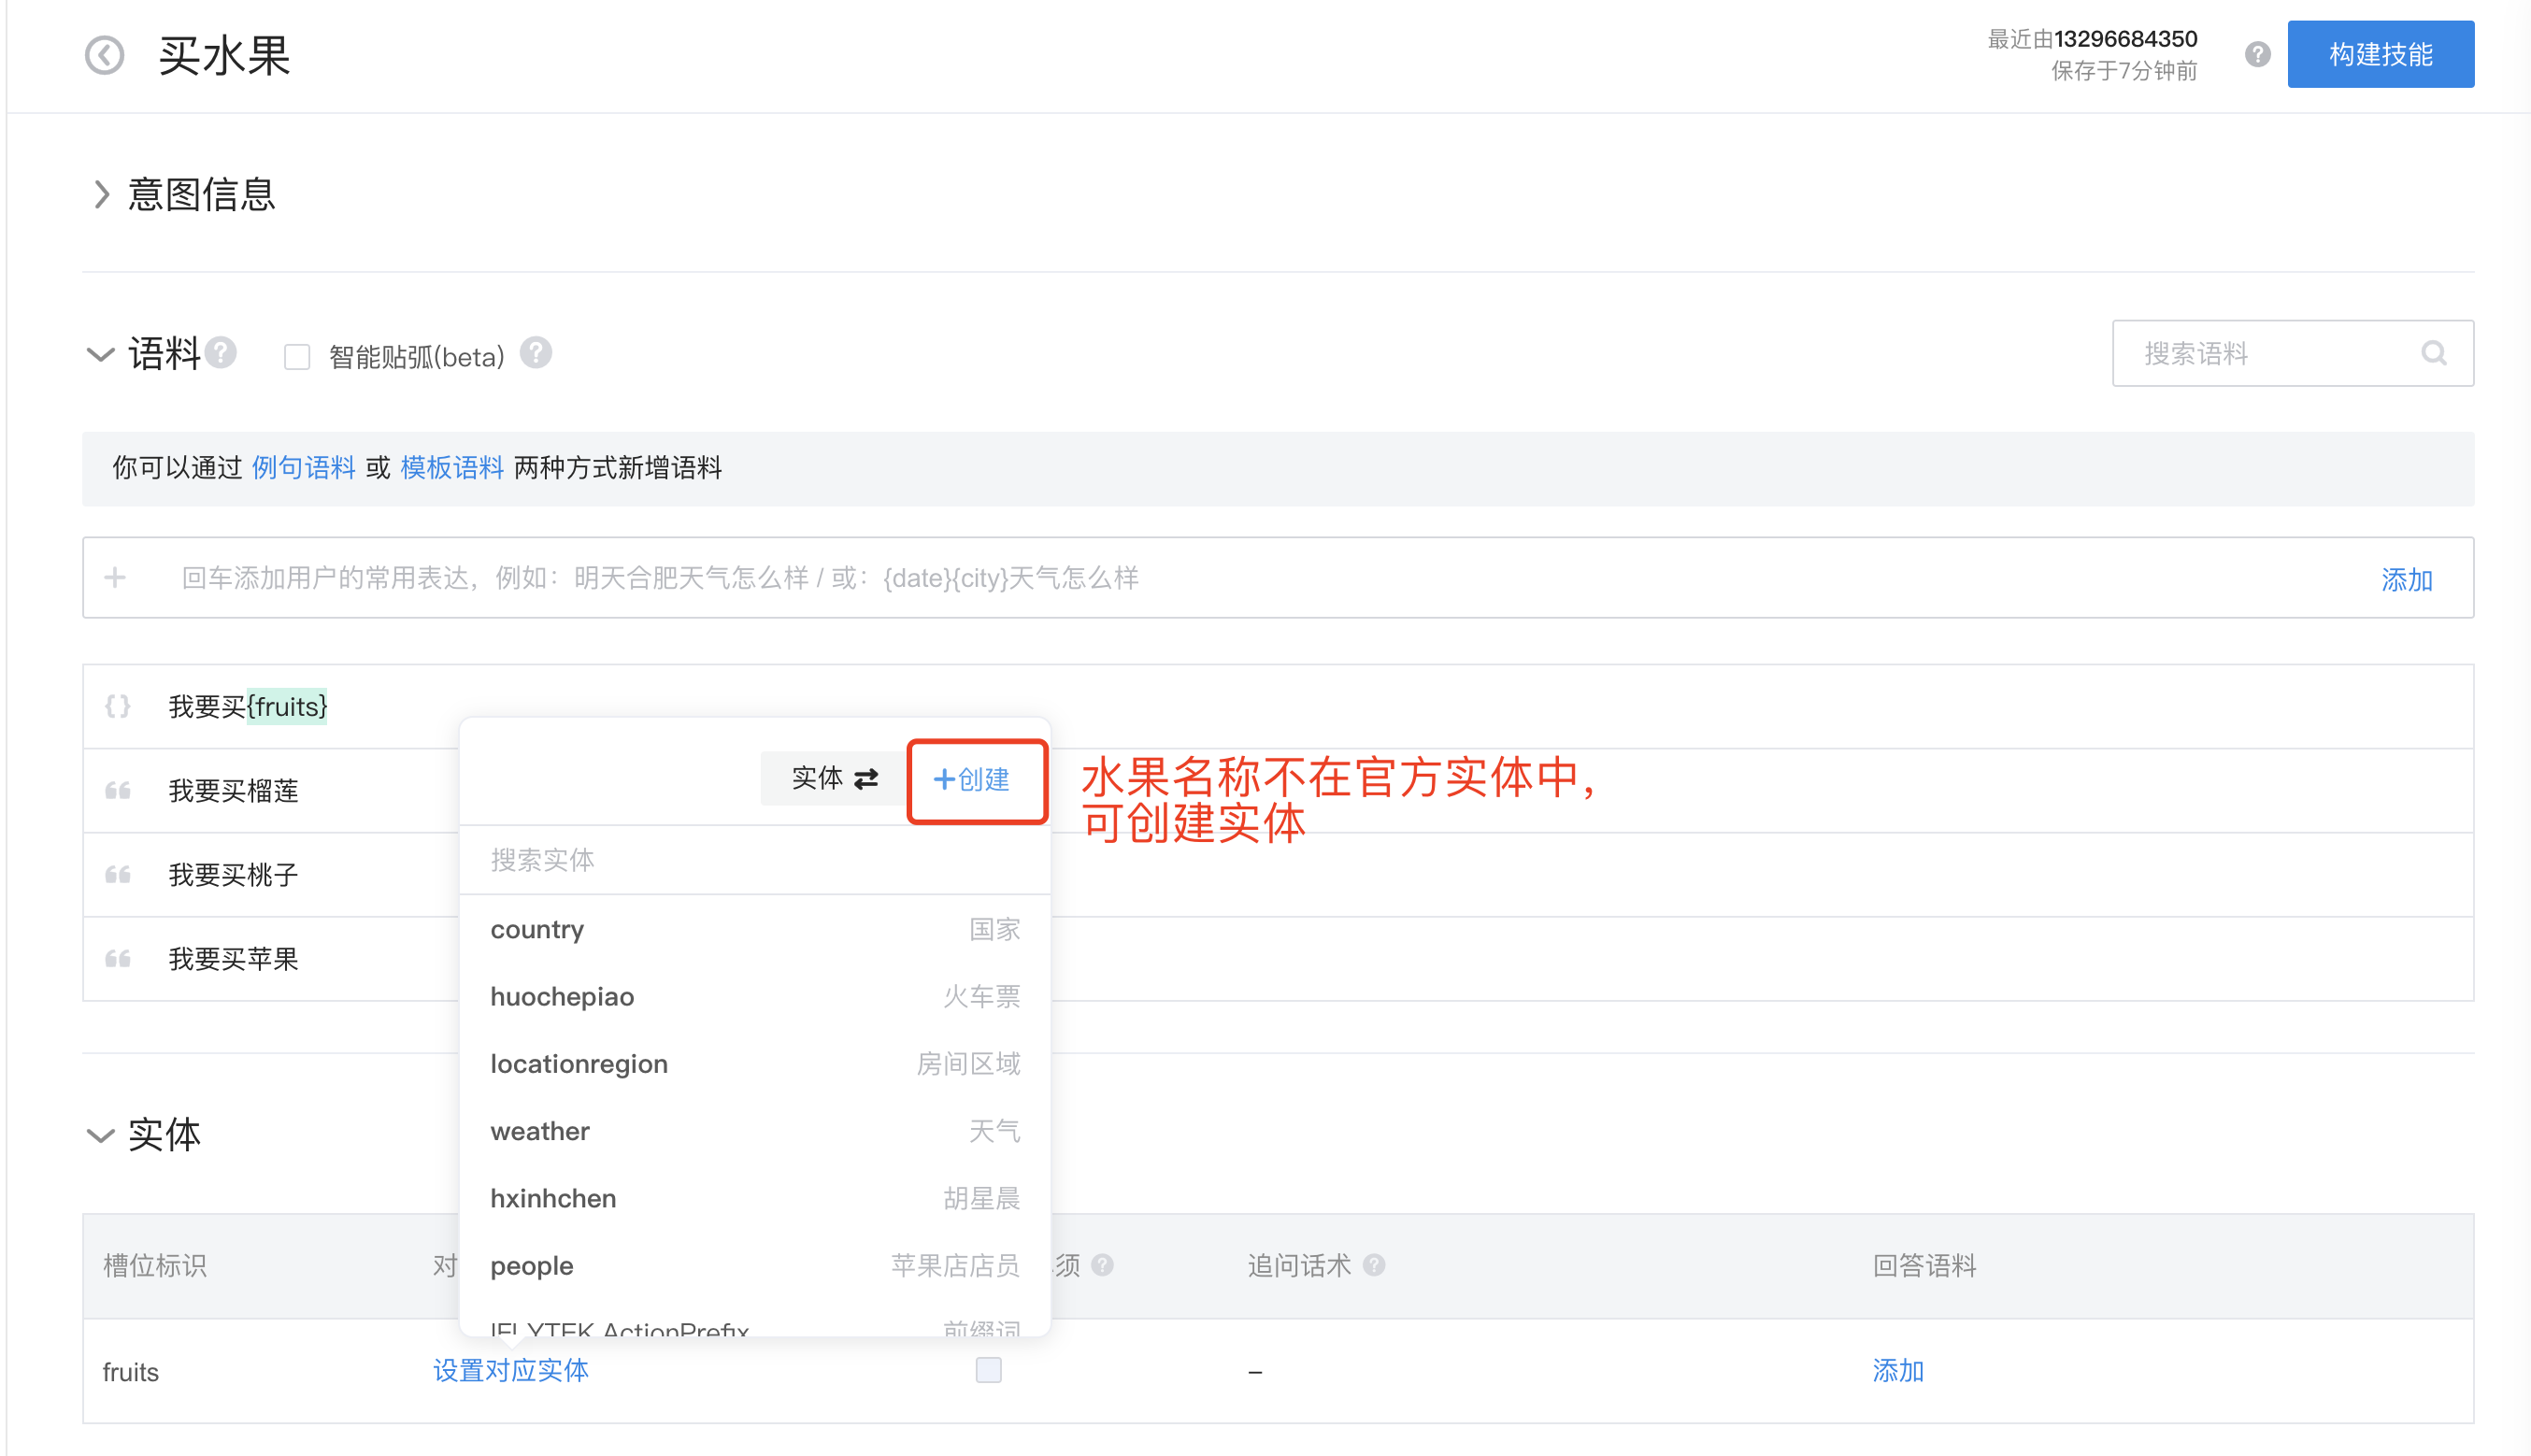 买水果
最近由13296684350
保存于7分钟前
构建技能
意图信息
语料
智能贴弧(beta)
搜索语料
你可以通过 例句语料 或 模板语料 两种方式新增语料
回车添加用户的常用表达，例如：明天合肥天气怎么样 / 或：{date}{city}天气怎么样
添加
我要买{fruits}
我要买榴莲
我要买桃子
我要买苹果
实体
+创建
水果名称不在官方实体中，
可创建实体
搜索实体
country 国家
huochepiao 火车票
locationregion 房间区域
weather 天气
hxinhchen 胡星晨
people 苹果店店员
IFLYTEK.ActionPrefix 前缀词
实体
槽位标识 对 须 追问话术 回答语料
fruits 设置对应实体 – 添加